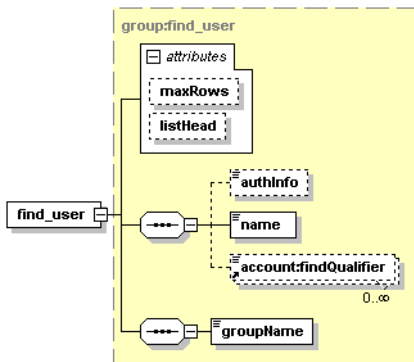 group:find_user
attributes
maxRows
listHead
find_user
authInfo
name
account:findQualifier
0..∞
groupName